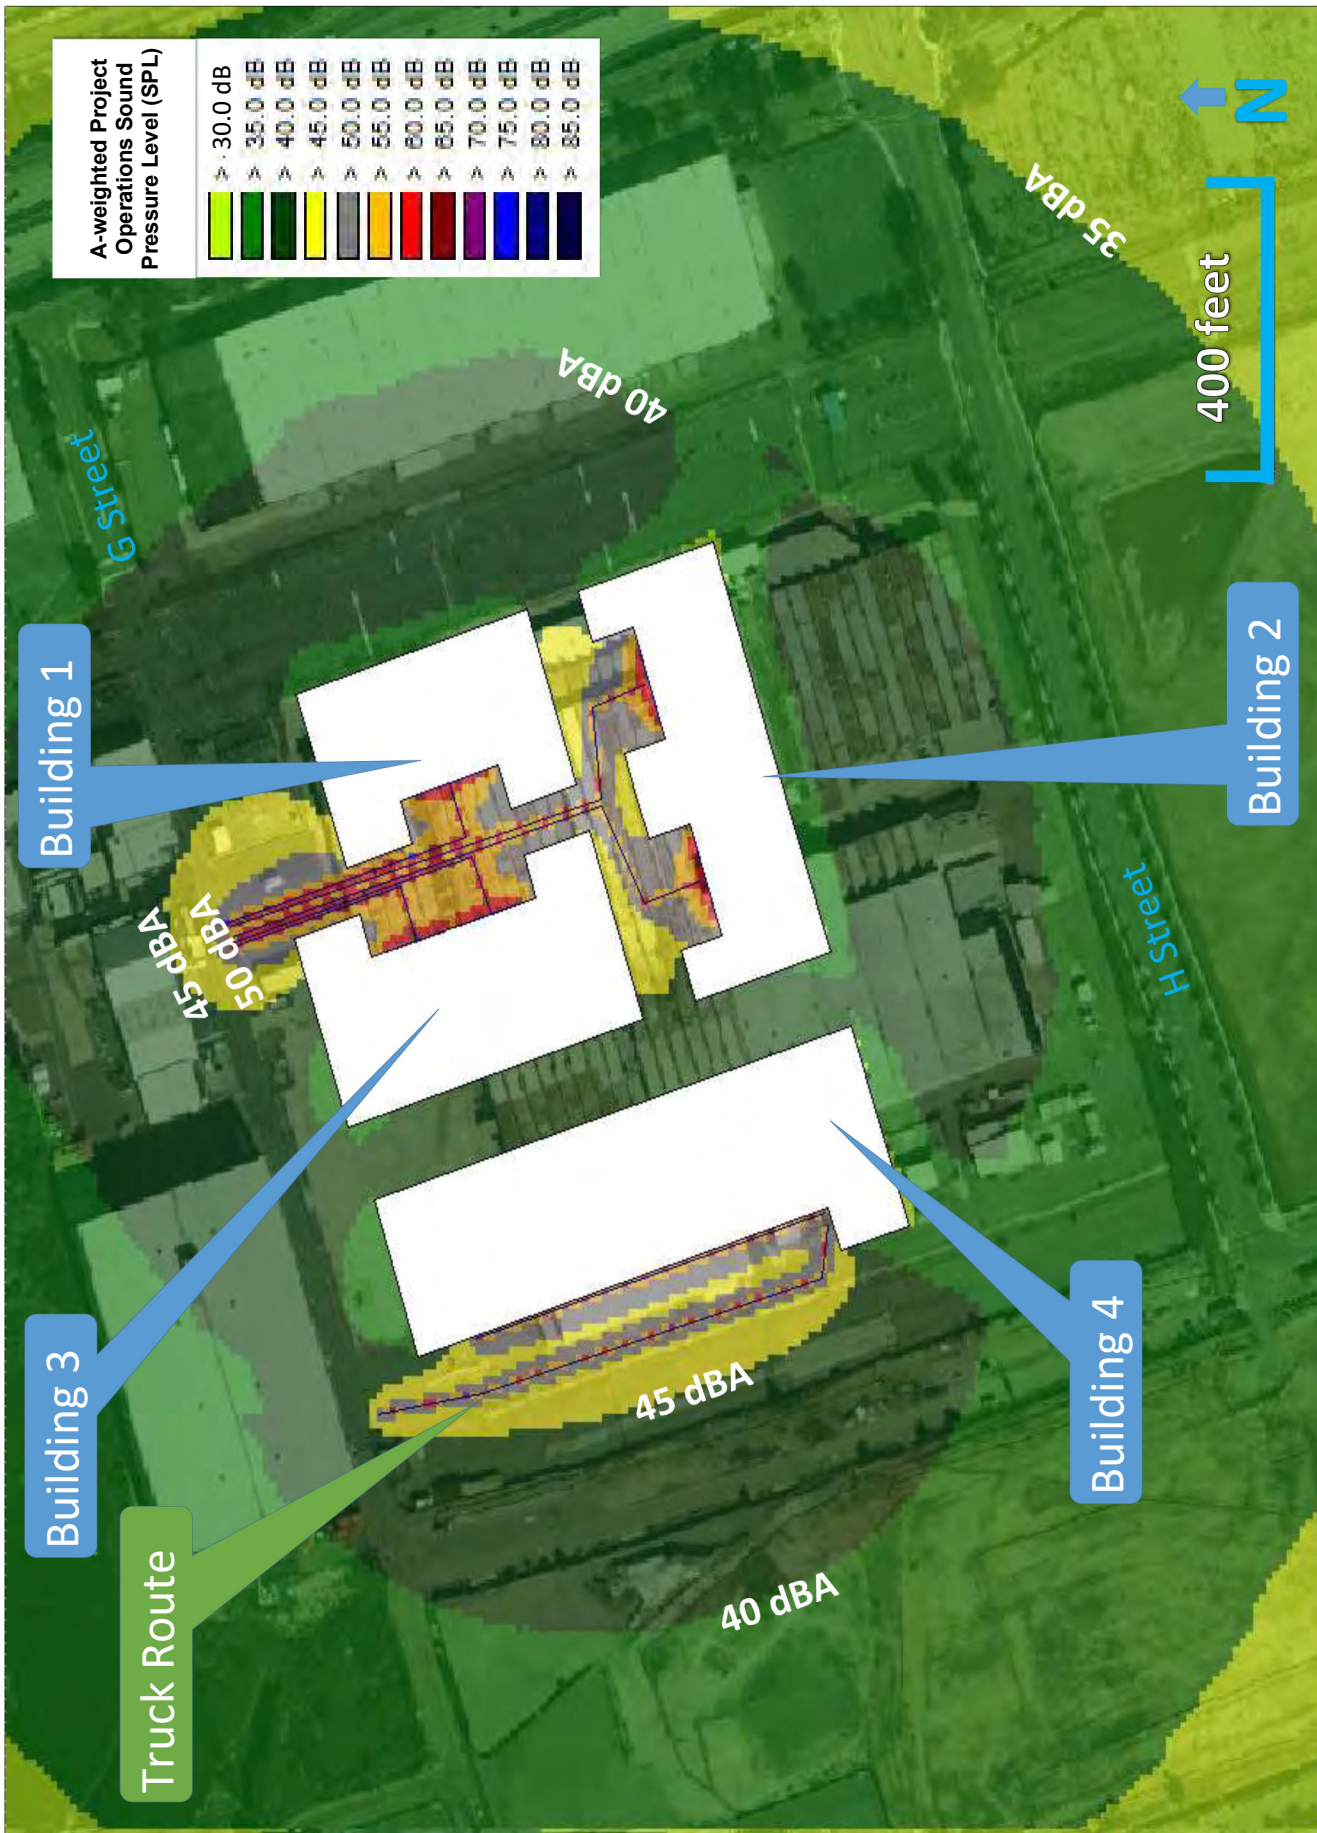 A-weighted Project
Operations Sound
Pressure Level (SPL)
> 30.0 dB
> 35.0 dB
> 40.0 dB
> 45.0 dB
> 50.0 dB
> 55.0 dB
> 60.0 dB
> 65.0 dB
> 70.0 dB
> 75.0 dB
> 80.0 dB
> 85.0 dB
Truck Route
Building 3
Building 1
G Street
45 dBA
50 dBA
40 dBA
45 dBA
40 dBA
35 dBA
H Street
Building 4
Building 2
400 feet
N